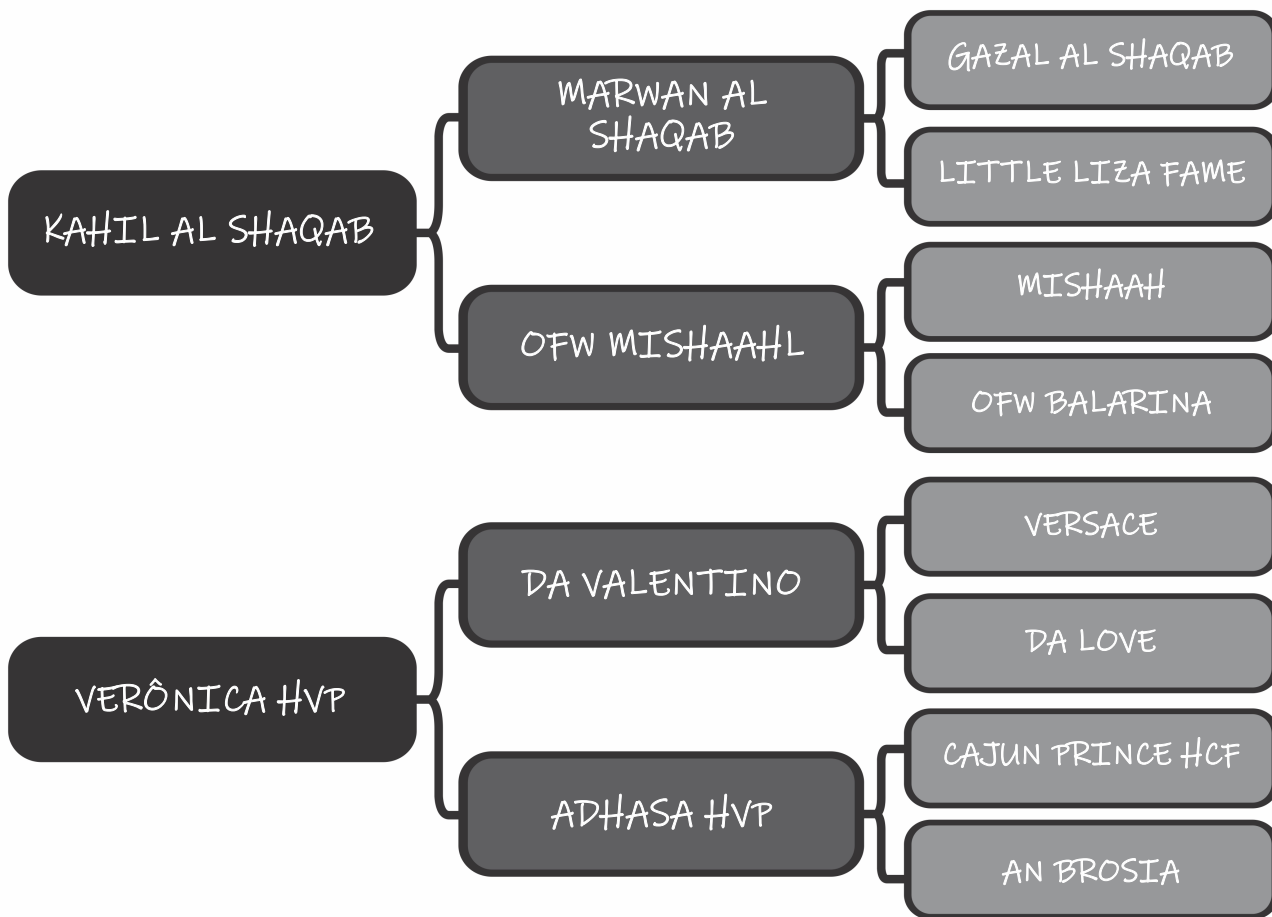 GAZAL AL SHAQAB
MARWAN AL
SHAQAB
LITTLE LIZA FAME
KAHIL AL SHAQAB
MISHAAH
OFW MISHAAHL
OFW BALARINA
VERSACE
DA VALENTINO
DA LOVE
VERÔNICA HVP
CAJUN PRINCE HCF
ADHASA HVP
AN BROSIA